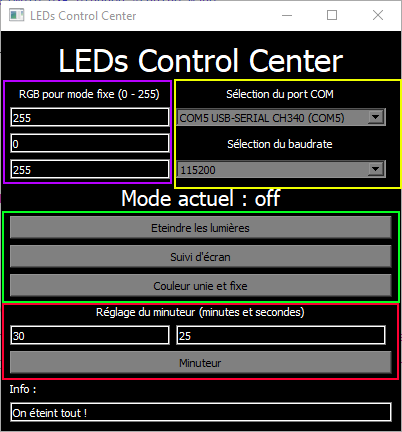 LEDs Control Center
LEDs Control Center
RGB pour mode fixe (0 - 255)
255
0
255
Sélection du port COM
COM5 USB-SERIAL CH340 (COM5)
Sélection du baudrate
115200
Mode actuel : off
Eteindre les lumières
Suivi d'écran
Couleur unie et fixe
Réglage du minuteur (minutes et secondes)
30 25
Minuteur
Info :
On éteint tout !